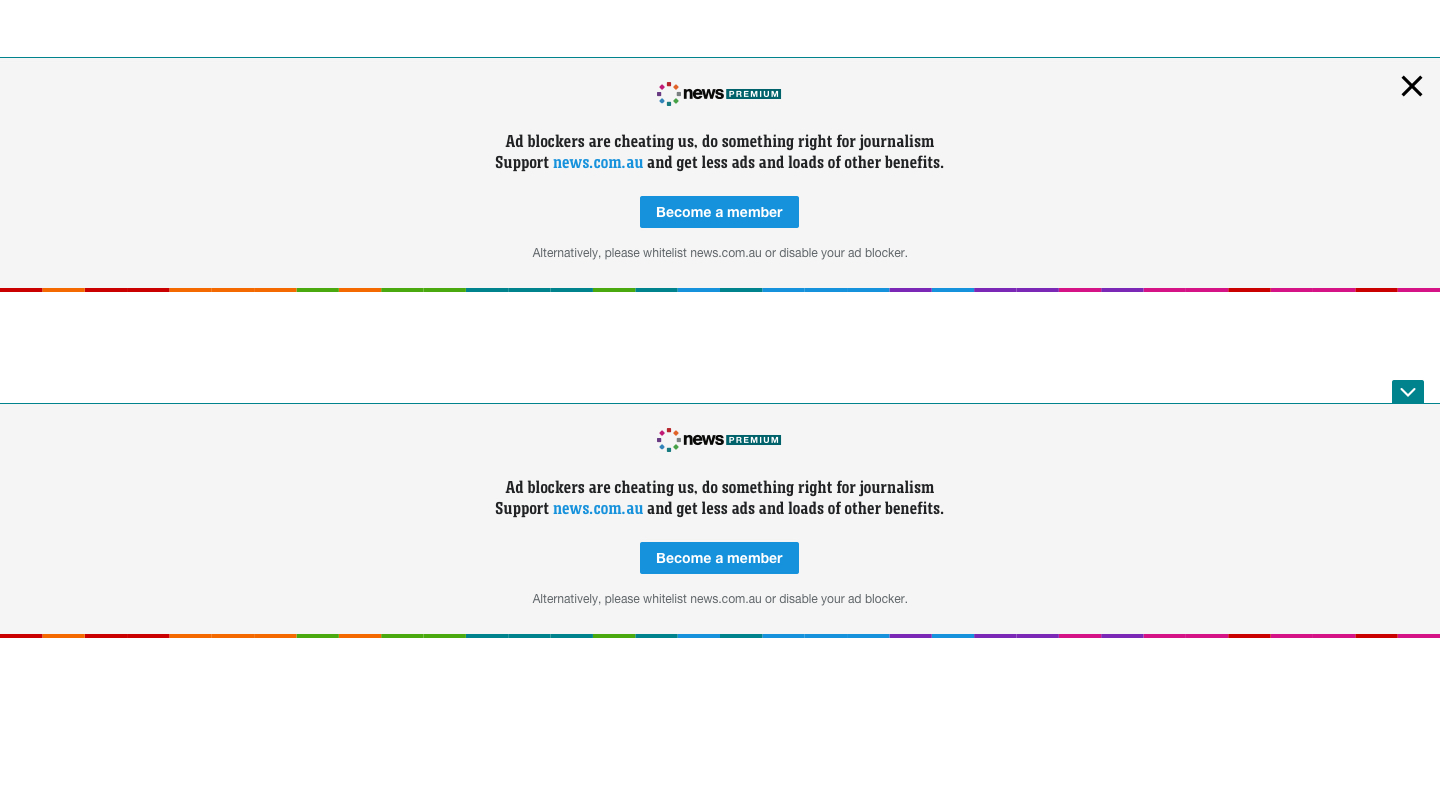 news PREMIUM
Ad blockers are cheating us, do something right for journalism
Support news.com.au and get less ads and loads of other benefits.
Become a member
Alternatively, please whitelist news.com.au or disable your ad blocker.
news PREMIUM
Ad blockers are cheating us, do something right for journalism
Support news.com.au and get less ads and loads of other benefits.
Become a member
Alternatively, please whitelist news.com.au or disable your ad blocker.